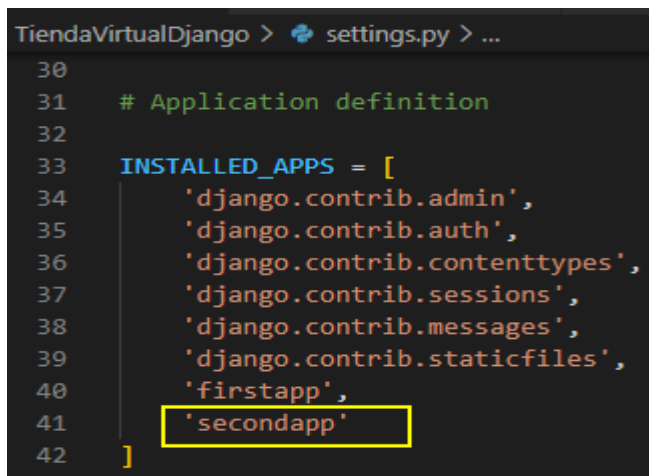 TiendaVirtualDjango > settings.py > ...
30
31 # Application definition
32
33 INSTALLED_APPS = [
34 'django.contrib.admin',
35 'django.contrib.auth',
36 'django.contrib.contenttypes',
37 'django.contrib.sessions',
38 'django.contrib.messages',
39 'django.contrib.staticfiles',
40 'firstapp',
41 'secondapp'
42 ]